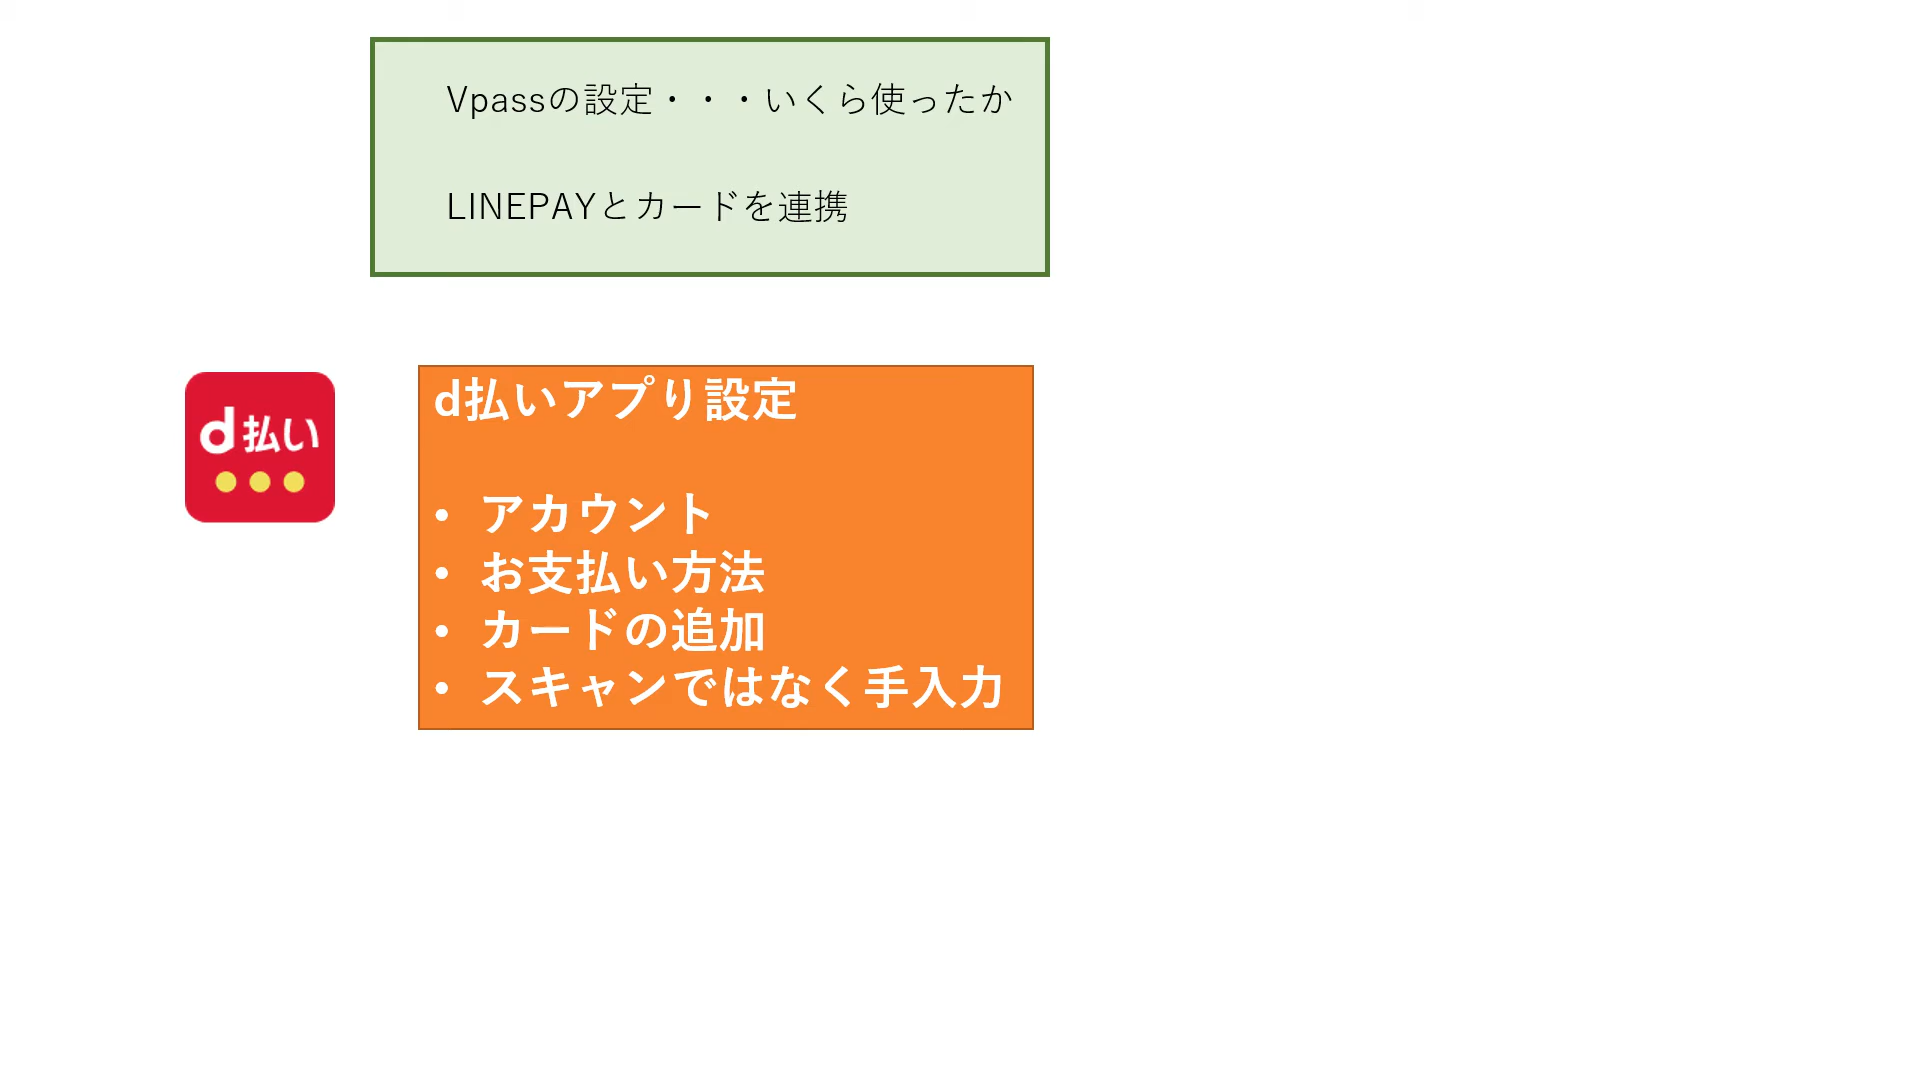 Vpassの設定・・・いくら使ったか
LINEPAYとカードを連携
d払い
d払いアプリ設定
• アカウント
• お支払い方法
• カードの追加
• スキャンではなく手入力